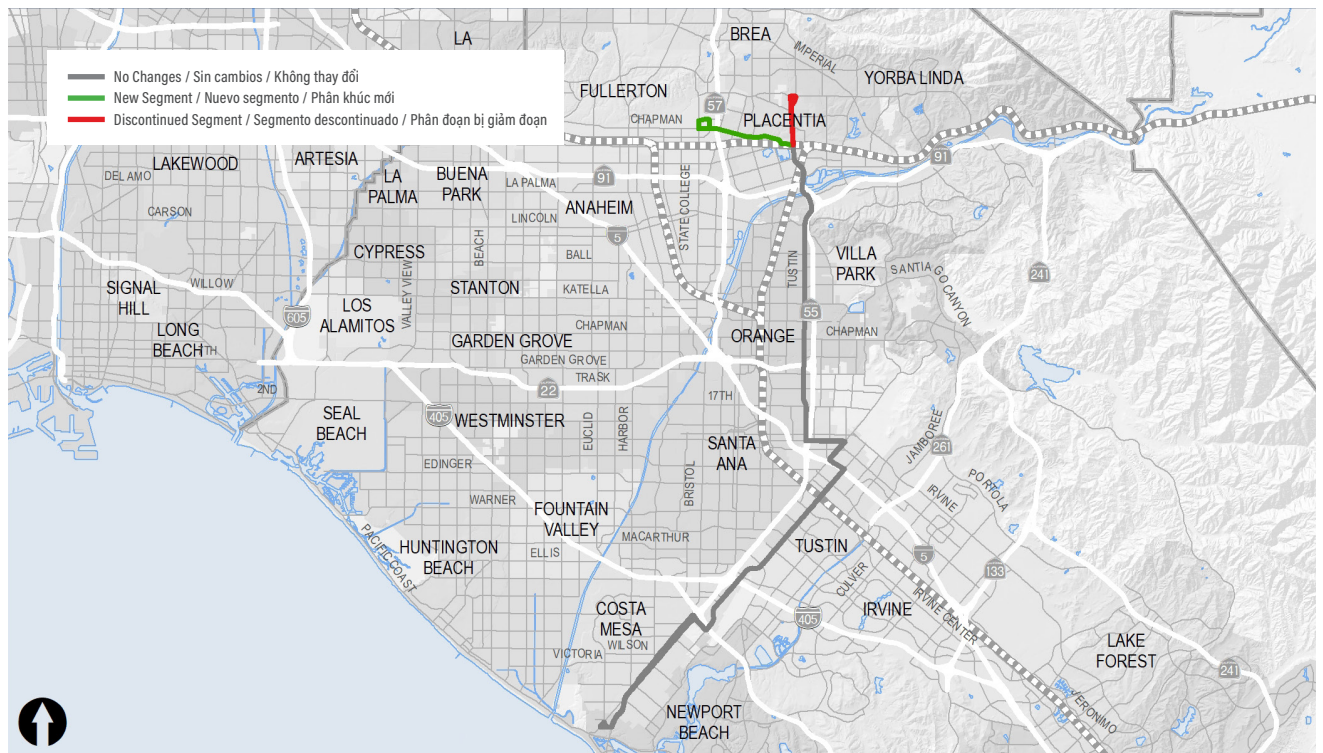 LA
BREA
IMPERIAL
YORBA LINDA
No Changes / Sin cambios / Không thay đổi
New Segment / Nuevo segmento / Phân khúc mới
Discontinued Segment / Segmento descontinuado / Phân đoạn bị giảm đoạn
FULLERTON
57
CHAPMAN
PLACENTIA
LAKEWOOD
ARTESIA
DEL AMO
LA
PALMA
BUENA
PARK
LA PALMA
91
91
CARSON
LINCOLN
ANAHEIM
STATE COLLEGE
5
CYPRESS
BEACH
BALL
VILLA
PARK
TUSTIN
SANTIA
GO CANYON
241
WILLOW
SIGNAL
HILL
STANTON
KATELLA
VALLEY VIEW
LOS
ALAMITOS
605
55
LONG
BEACH
7TH
CHAPMAN
ORANGE
CHAPMAN
GARDEN GROVE
GARDEN GROVE
TRASK
22
2ND
17TH
SEAL
BEACH
405
WESTMINSTER
EUCLID
HARBOR
SANTA
ANA
JAMBOREE
261
EDINGER
BRISTOL
PORTOLA
IRVINE
WARNER
FOUNTAIN
VALLEY
MACARTHUR
PACIFIC COAST
HUNTINGTON
BEACH
ELLIS
TUSTIN
5
133
CULVER
COSTA
MESA
405
IRVINE
IRVINE CENTER
WILSON
VICTORIA
LAKE
FOREST
241
JERONIMO
NEWPORT
BEACH